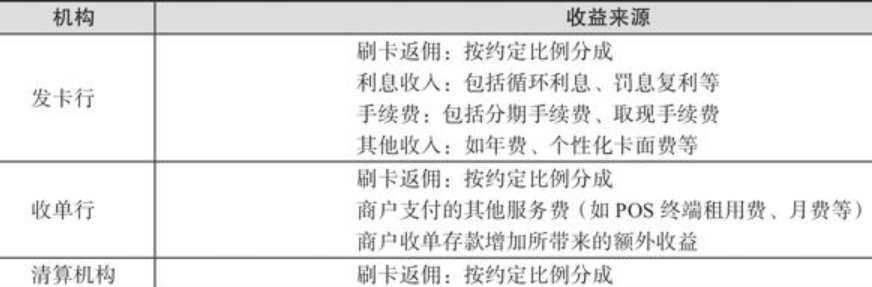 机构 收益来源
发卡行
刷卡返佣：按约定比例分成
利息收入：包括循环利息、罚息复利等
手续费：包括分期手续费、取现手续费
其他收入：如年费、个性化卡面费等
收单行
刷卡返佣：按约定比例分成
商户支付的其他服务费（如 POS 终端租用费、月费等）
商户收单存款增加所带来的额外收益
清算机构 刷卡返佣：按约定比例分成